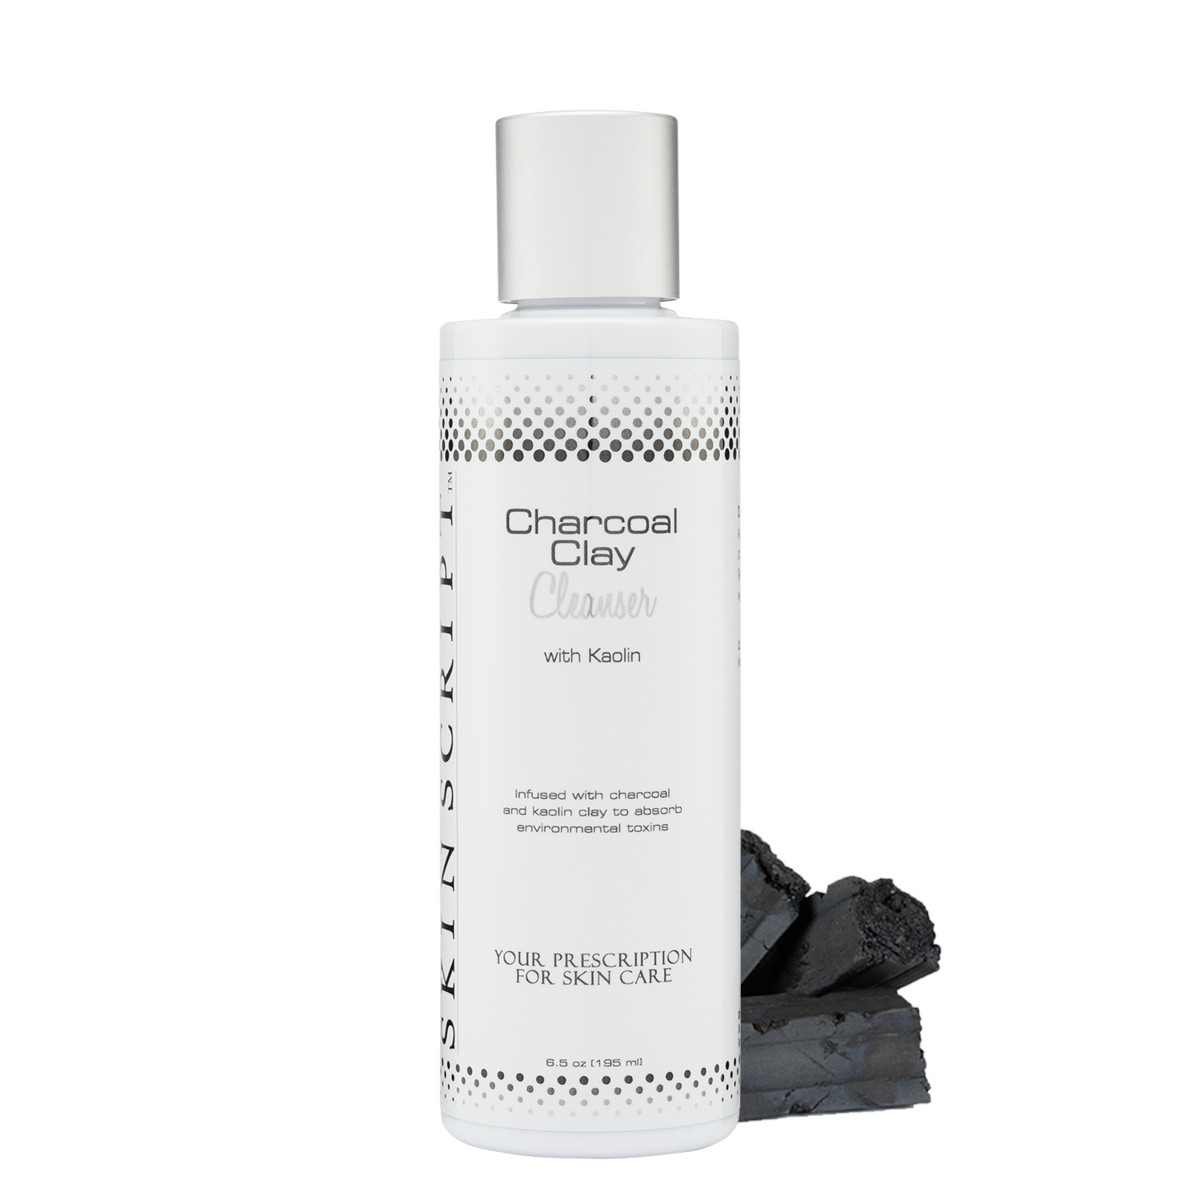 SKIN SCRIPT™
Charcoal
Clay
Cleanser
with Kaolin
Infused with charcoal
and kaolin clay to absorb
environmental toxins
YOUR PRESCRIPTION
FOR SKIN CARE
6.5 oz (195 ml)